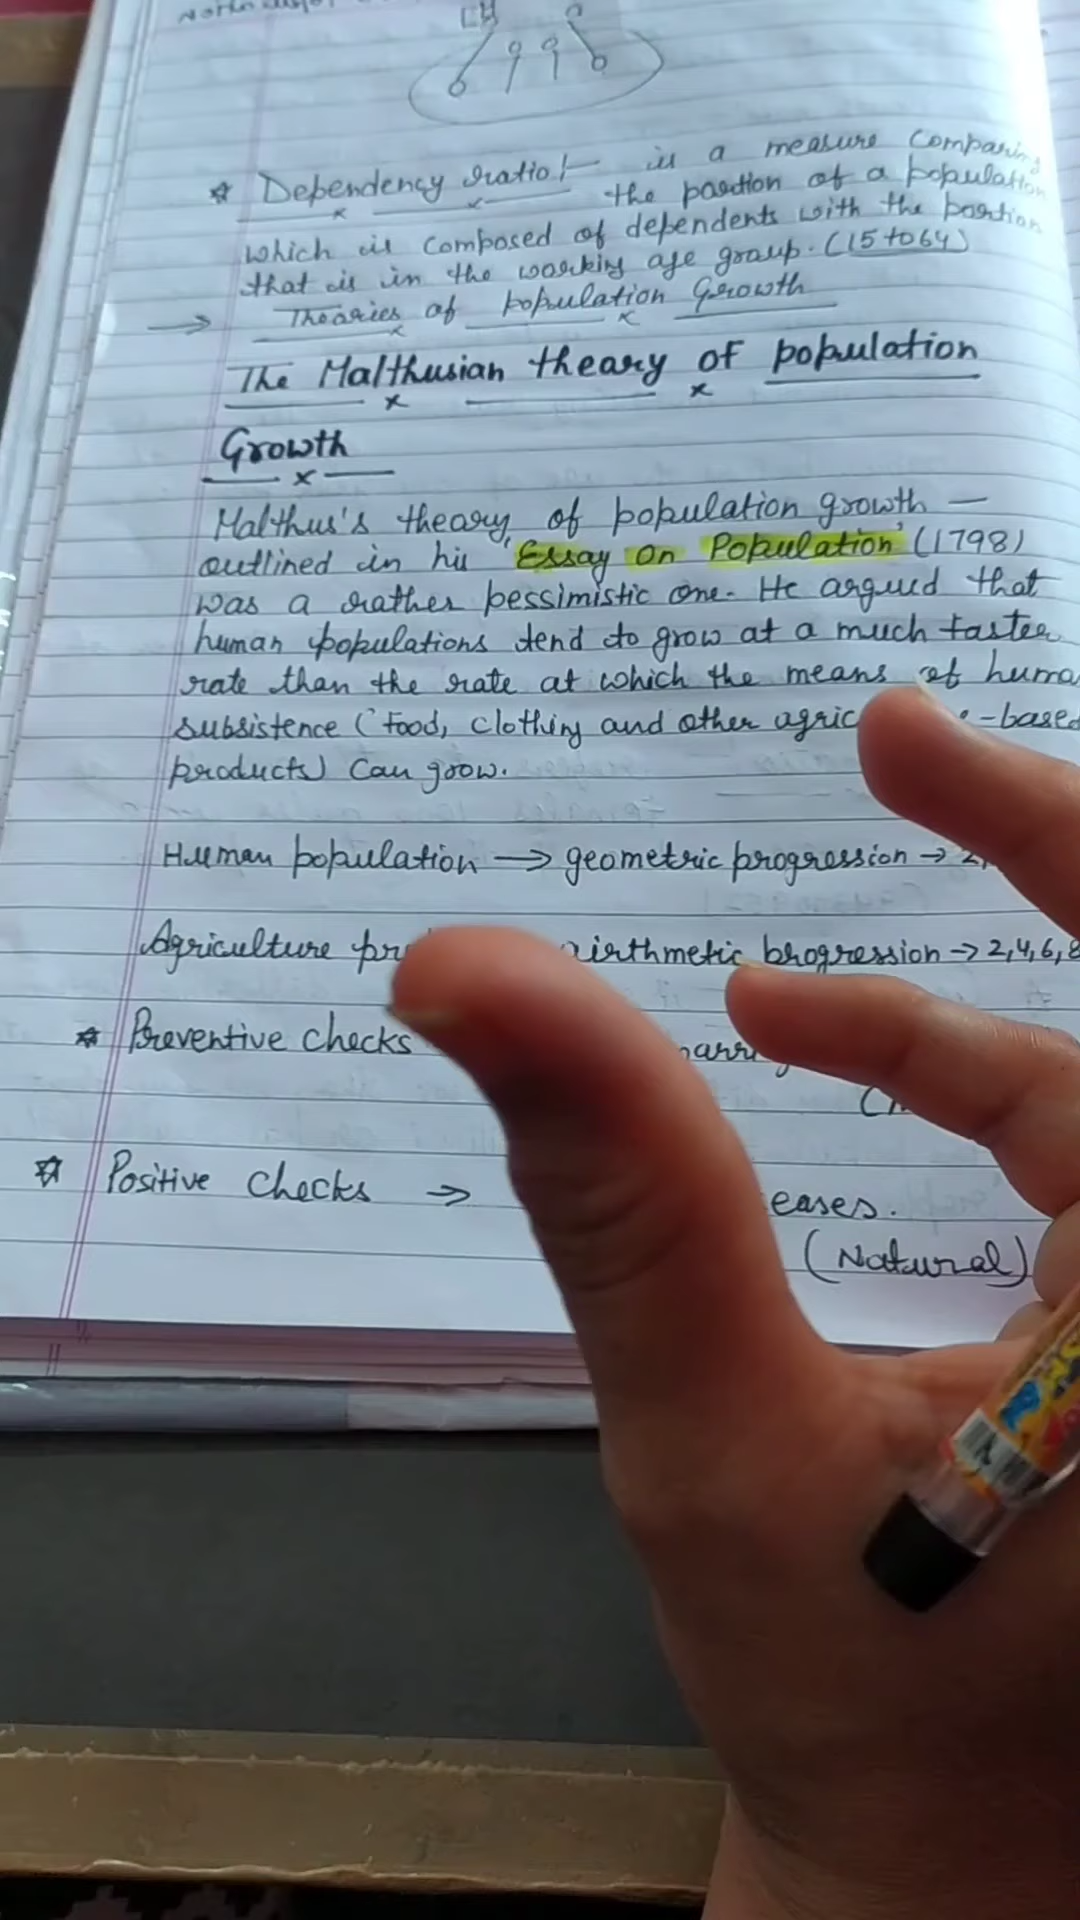 * Dependency ratio :- is a measure Comparing
the portion of a population
which is composed of dependents with the portion
that is in the working age group. (15 to 64)
→ Theories of population Growth
The Malthusian theory of population
Growth
Malthus's theory of population growth —
outlined in his 'Essay on Population' (1798)
was a rather pessimistic one. He argued that
human populations tend to grow at a much faster
rate than the rate at which the means of huma
subsistence (food, clothing and other agric -based
products) Can grow.
Human population → geometric progression → 2,
Agriculture airthmetic progression → 2,4,6,8
* Preventive checks
* Positive Checks →
(Natural)